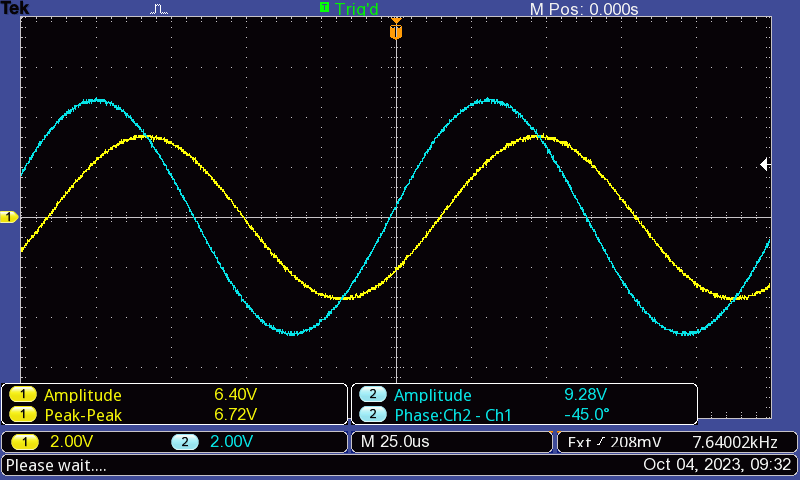 Tek T Trig'd M Pos: 0.000s
T
1
1 Amplitude 6.40V 2 Amplitude 9.28V
1 Peak-Peak 6.72V 2 Phase:Ch2 - Ch1 -45.0°
1 2.00V 2 2.00V M 25.0us Ext 208mV 7.64002kHz
Please wait.... Oct 04, 2023, 09:32